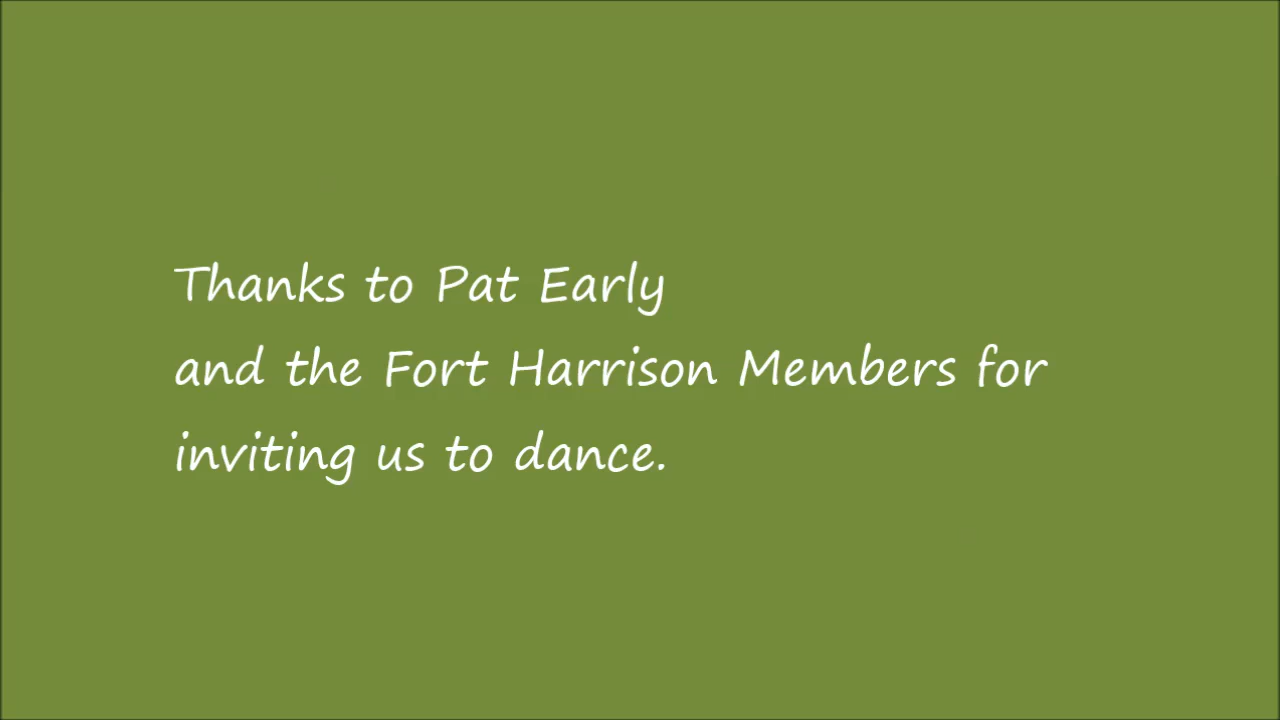 Thanks to Pat Early
and the Fort Harrison Members for
inviting us to dance.